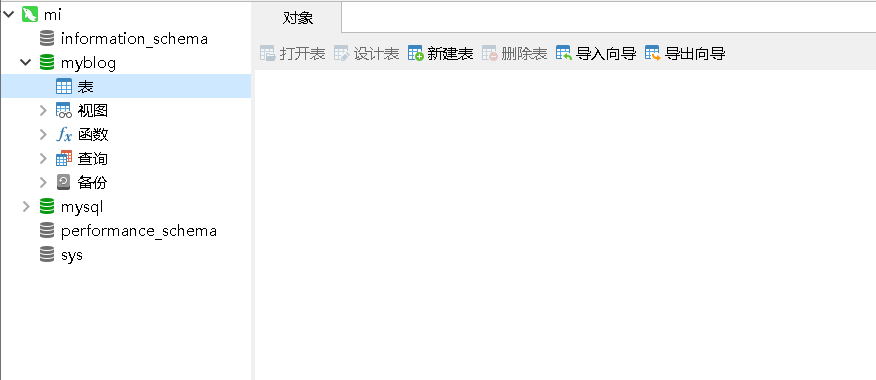 mi
information_schema
myblog
表
视图
fx 函数
查询
备份
mysql
performance_schema
sys
对象
打开表 设计表 新建表 删除表 导入向导 导出向导